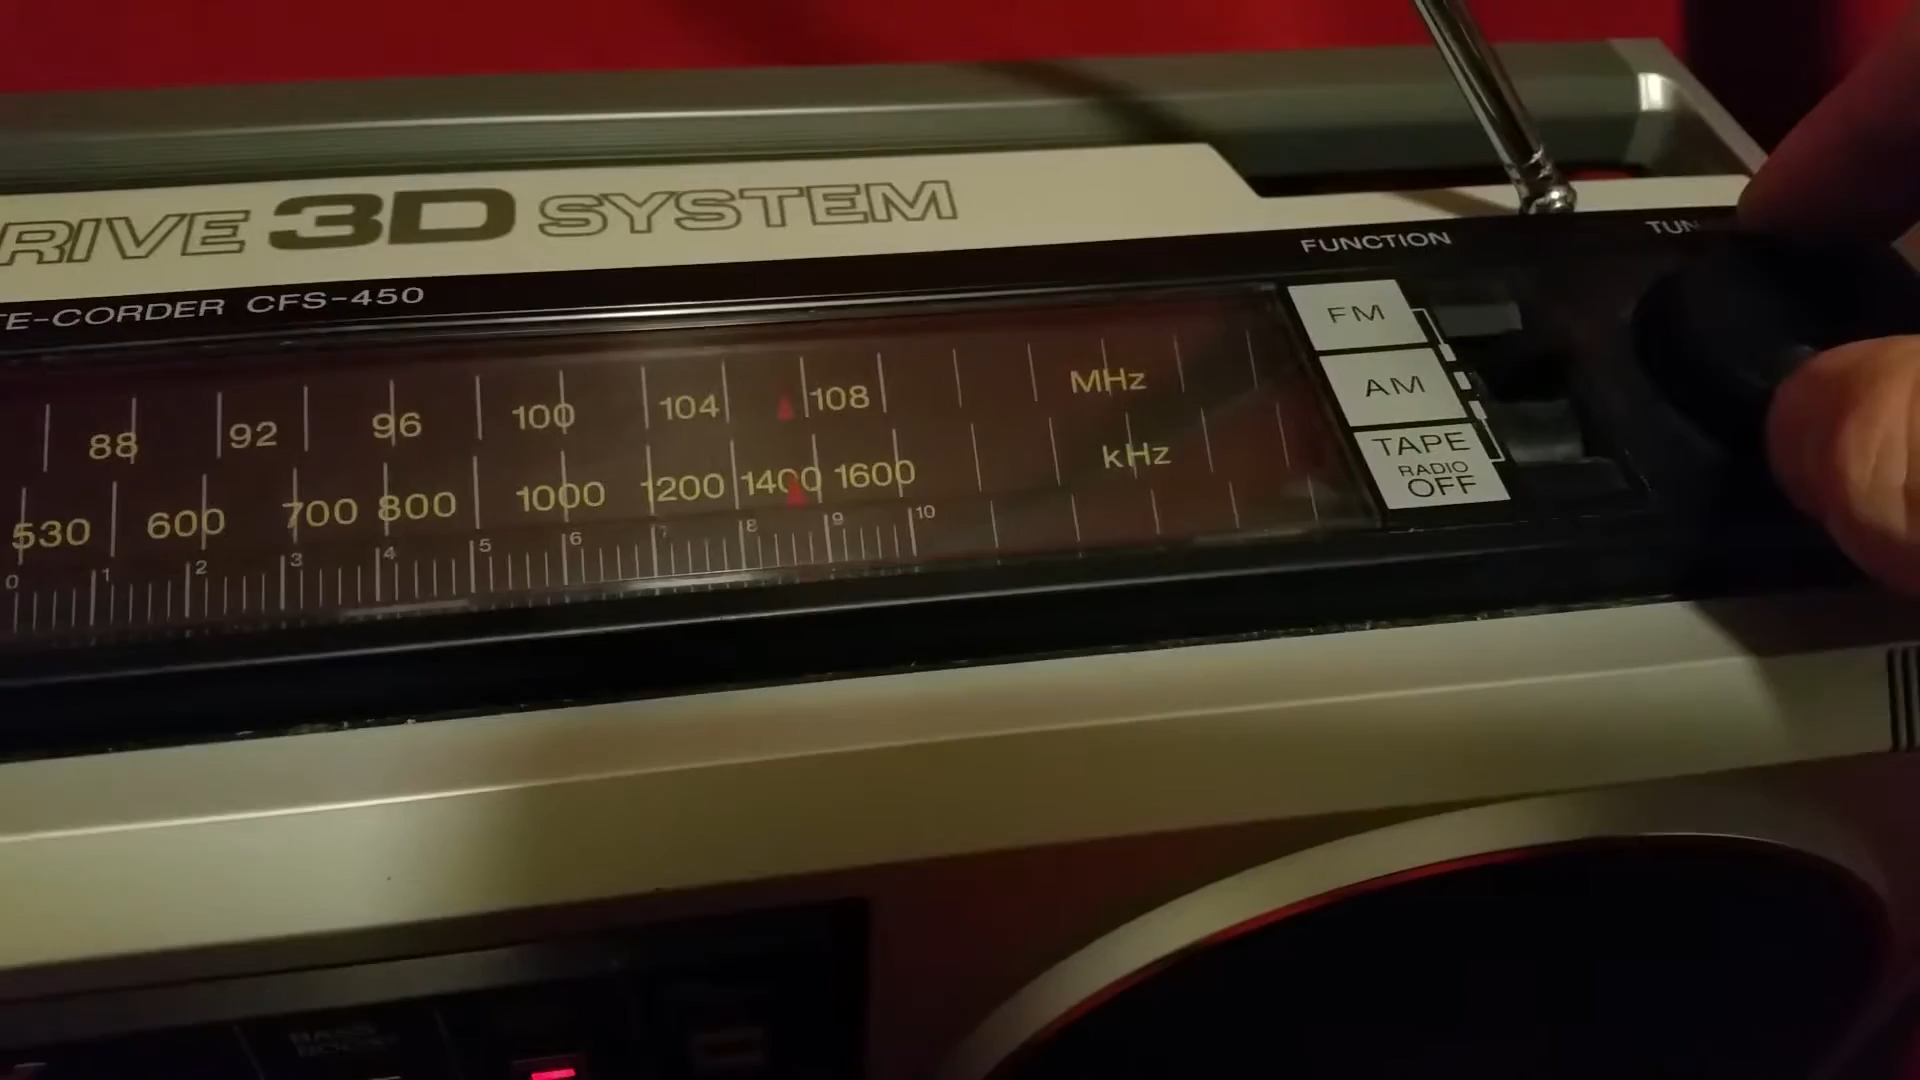 RIVE 3D SYSTEM
FUNCTION
TUN
TE-CORDER CFS-450
FM
88 92 96 100 104 108 MHz
AM
530 600 700 800 1000 1200 1400 1600 kHz
TAPE
RADIO
OFF
0 1 2 3 4 5 6 7 8 9 10
BASS